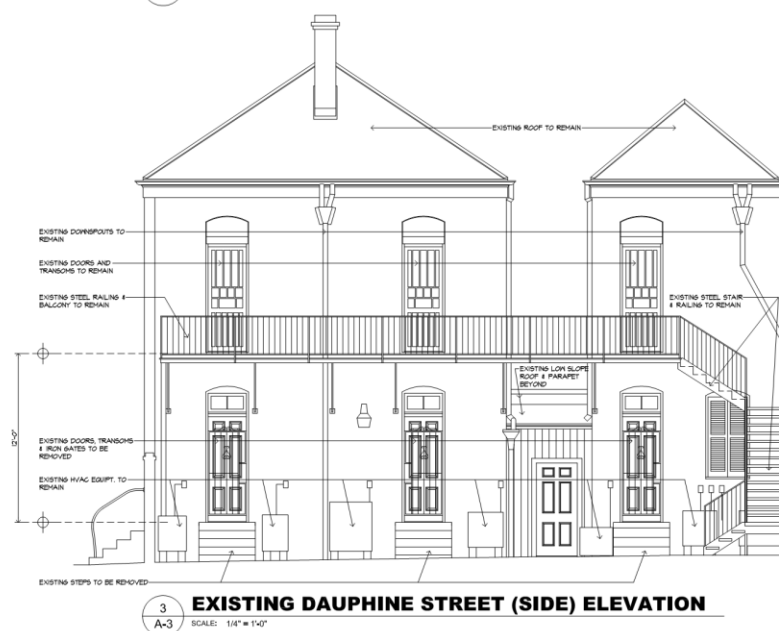 EXISTING ROOF TO REMAIN
EXISTING DOWNSPOUTS TO
REMAIN
EXISTING DOORS AND
TRANSOMS TO REMAIN
EXISTING STEEL RAILING &
BALCONY TO REMAIN
EXISTING STEEL STAIR
& RAILING TO REMAIN
EXISTING LOW SLOPE
ROOF & PARAPET
BEYOND
12'-0"
EXISTING DOORS, TRANSOMS
& IRON GATES TO BE
REMOVED
EXISTING HVAC EQUIPT. TO
REMAIN
EXISTING STEPS TO BE REMOVED
3
A-3
EXISTING DAUPHINE STREET (SIDE) ELEVATION
SCALE: 1/4" = 1'-0"